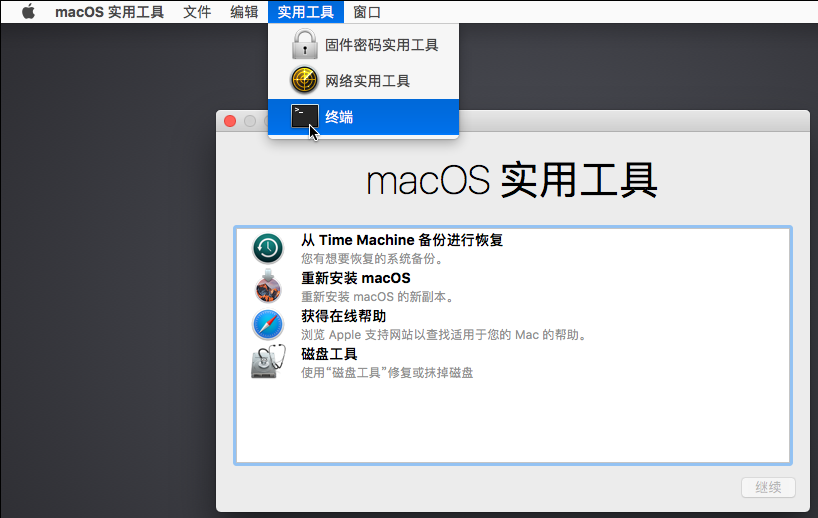 macOS 实用工具 文件 编辑 实用工具 窗口
固件密码实用工具
网络实用工具
>_ 终端
macOS 实用工具
从 Time Machine 备份进行恢复
您有想要恢复的系统备份。
重新安装 macOS
重新安装 macOS 的新副本。
获得在线帮助
浏览 Apple 支持网站以查找适用于您的 Mac 的帮助。
磁盘工具
使用“磁盘工具”修复或抹掉磁盘
继续